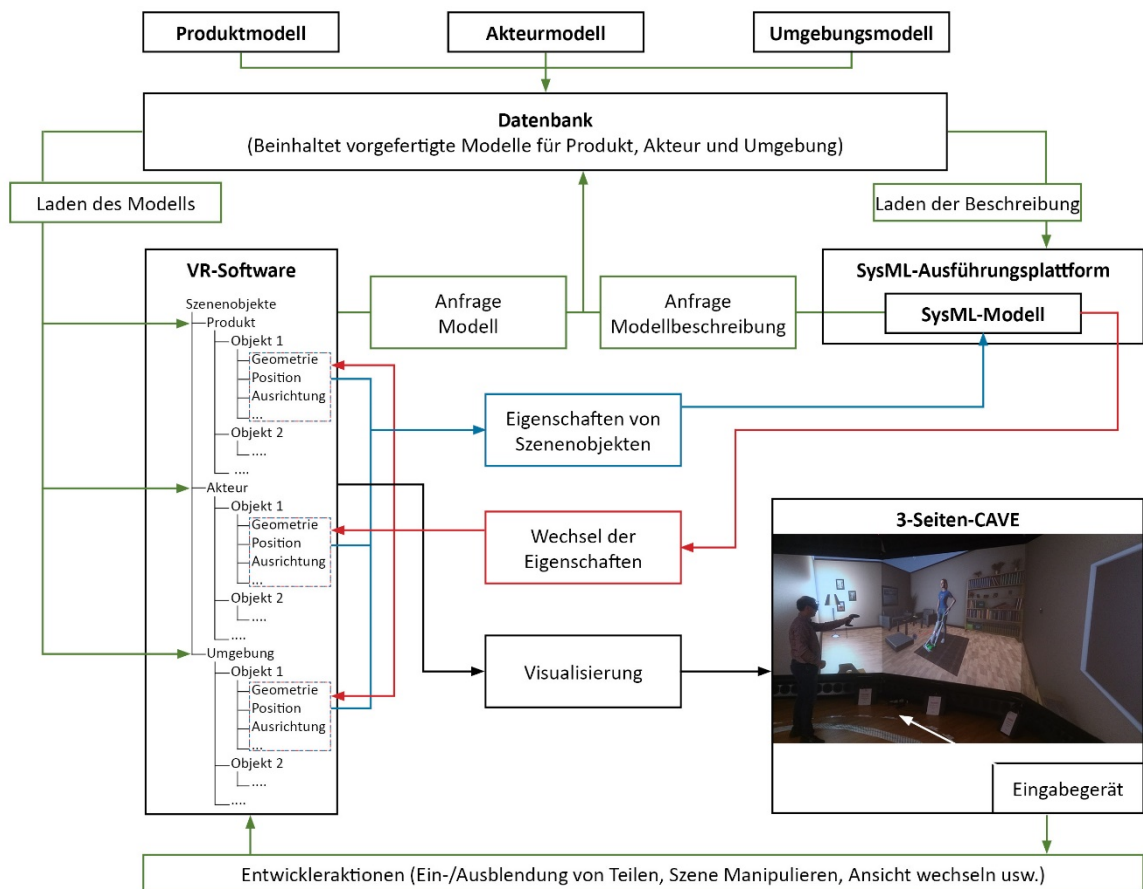 Produktmodell
Akteurmodell
Umgebungsmodell
Datenbank
(Beinhaltet vorgefertigte Modelle für Produkt, Akteur und Umgebung)
Laden des Modells
Laden der Beschreibung
VR-Software
Szenenobjekte
Produkt
Objekt 1
Geometrie
Position
Ausrichtung
...
Objekt 2
....
....
Akteur
Objekt 1
Geometrie
Position
Ausrichtung
...
Objekt 2
....
....
Umgebung
Objekt 1
Geometrie
Position
Ausrichtung
...
Objekt 2
....
....
Anfrage
Modell
Anfrage
Modellbeschreibung
SysML-Ausführungsplattform
SysML-Modell
Eigenschaften von
Szenenobjekten
Wechsel der
Eigenschaften
Visualisierung
3-Seiten-CAVE
Eingabegerät
Entwickleraktionen (Ein-/Ausblendung von Teilen, Szene Manipulieren, Ansicht wechseln usw.)